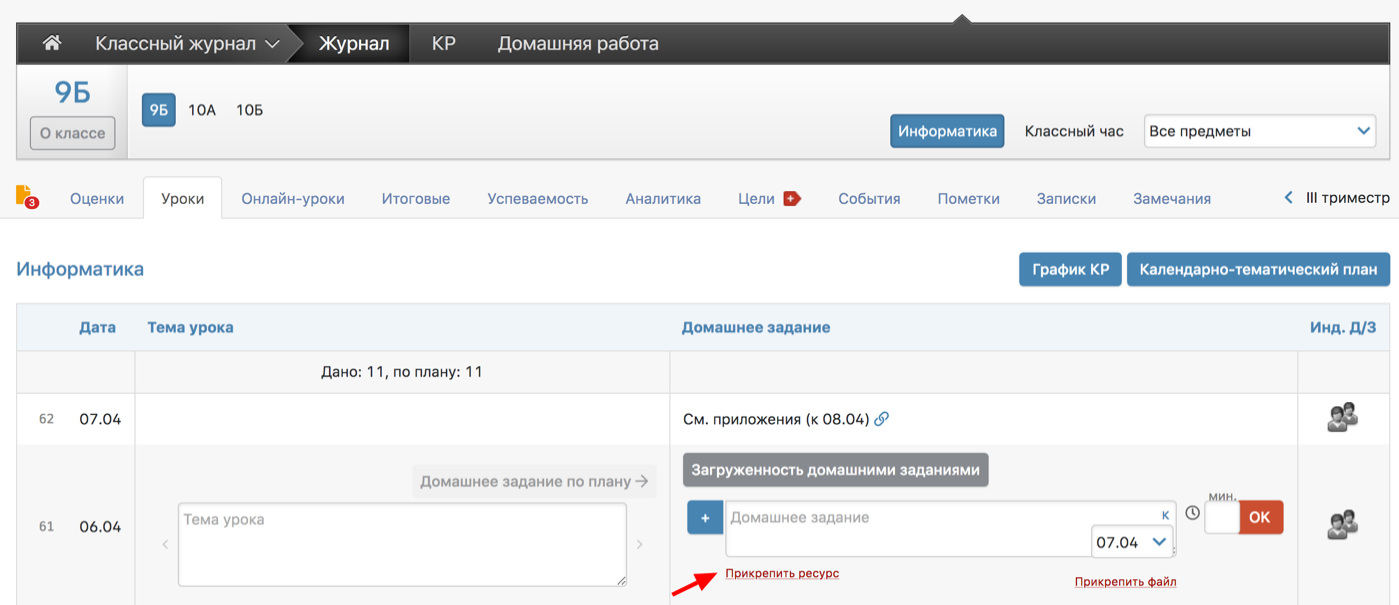 Классный журнал Журнал КР Домашняя работа
9Б
О классе
9Б 10А 10Б
Информатика Классный час Все предметы
3 Оценки Уроки Онлайн-уроки Итоговые Успеваемость Аналитика Цели + События Пометки Записки Замечания III триместр
Информатика График КР Календарно-тематический план
Дата Тема урока Домашнее задание Инд. Д/З
Дано: 11, по плану: 11
62 07.04 См. приложения (к 08.04)
Домашнее задание по плану → Загруженность домашними заданиями
61 06.04 Тема урока + Домашнее задание к 07.04 мин. ОК
Прикрепить ресурс Прикрепить файл